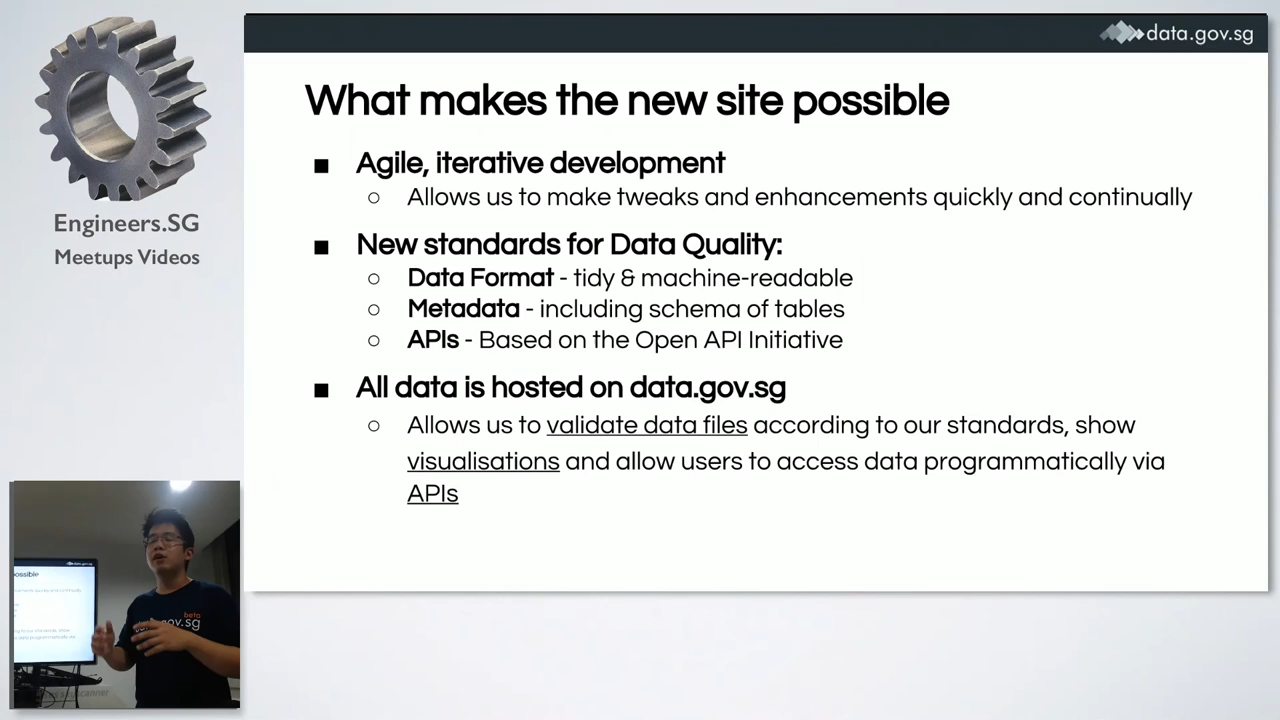 data.gov.sg
What makes the new site possible
■ Agile, iterative development
○ Allows us to make tweaks and enhancements quickly and continually
■ New standards for Data Quality:
○ Data Format - tidy & machine-readable
○ Metadata - including schema of tables
○ APIs - Based on the Open API Initiative
■ All data is hosted on data.gov.sg
○ Allows us to validate data files according to our standards, show
visualisations and allow users to access data programmatically via
APIs
Engineers.SG
Meetups Videos
beta
gov.sg